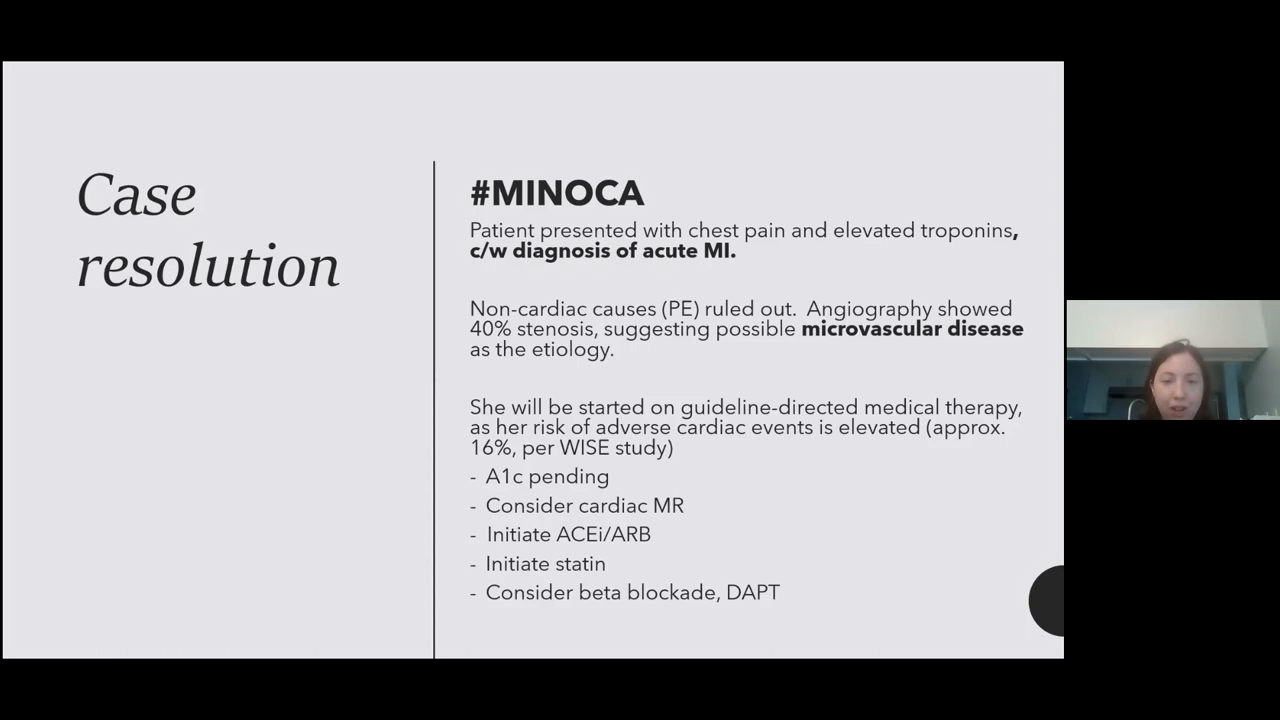 Case
resolution
#MINOCA
Patient presented with chest pain and elevated troponins,
c/w diagnosis of acute MI.
Non-cardiac causes (PE) ruled out.  Angiography showed
40% stenosis, suggesting possible microvascular disease
as the etiology.
She will be started on guideline-directed medical therapy,
as her risk of adverse cardiac events is elevated (approx.
16%, per WISE study)
- A1c pending
- Consider cardiac MR
- Initiate ACEi/ARB
- Initiate statin
- Consider beta blockade, DAPT